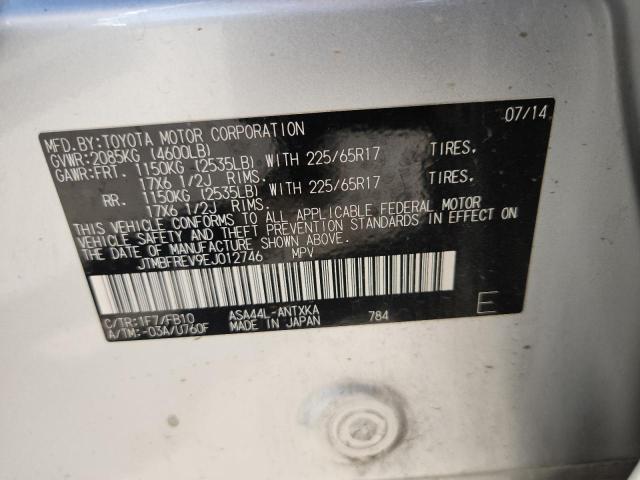 MFD.BY:TOYOTA MOTOR CORPORATION 07/14
GVWR:2085KG (4600LB)
GAWR:FRT. 1150KG (2535LB) WITH 225/65R17 TIRES.
17X6 1/2J RIMS.
RR. 1150KG (2535LB) WITH 225/65R17 TIRES.
17X6 1/2J RIMS.
THIS VEHICLE CONFORMS TO ALL APPLICABLE FEDERAL MOTOR
VEHICLE SAFETY AND THEFT PREVENTION STANDARDS IN EFFECT ON
THE DATE OF MANUFACTURE SHOWN ABOVE.
JTMBFREV9EJ012746 MPV
C/TR:1F7/FB10 ASA44L-ANTXKA 784 E
A/TM:-03A/U760F MADE IN JAPAN